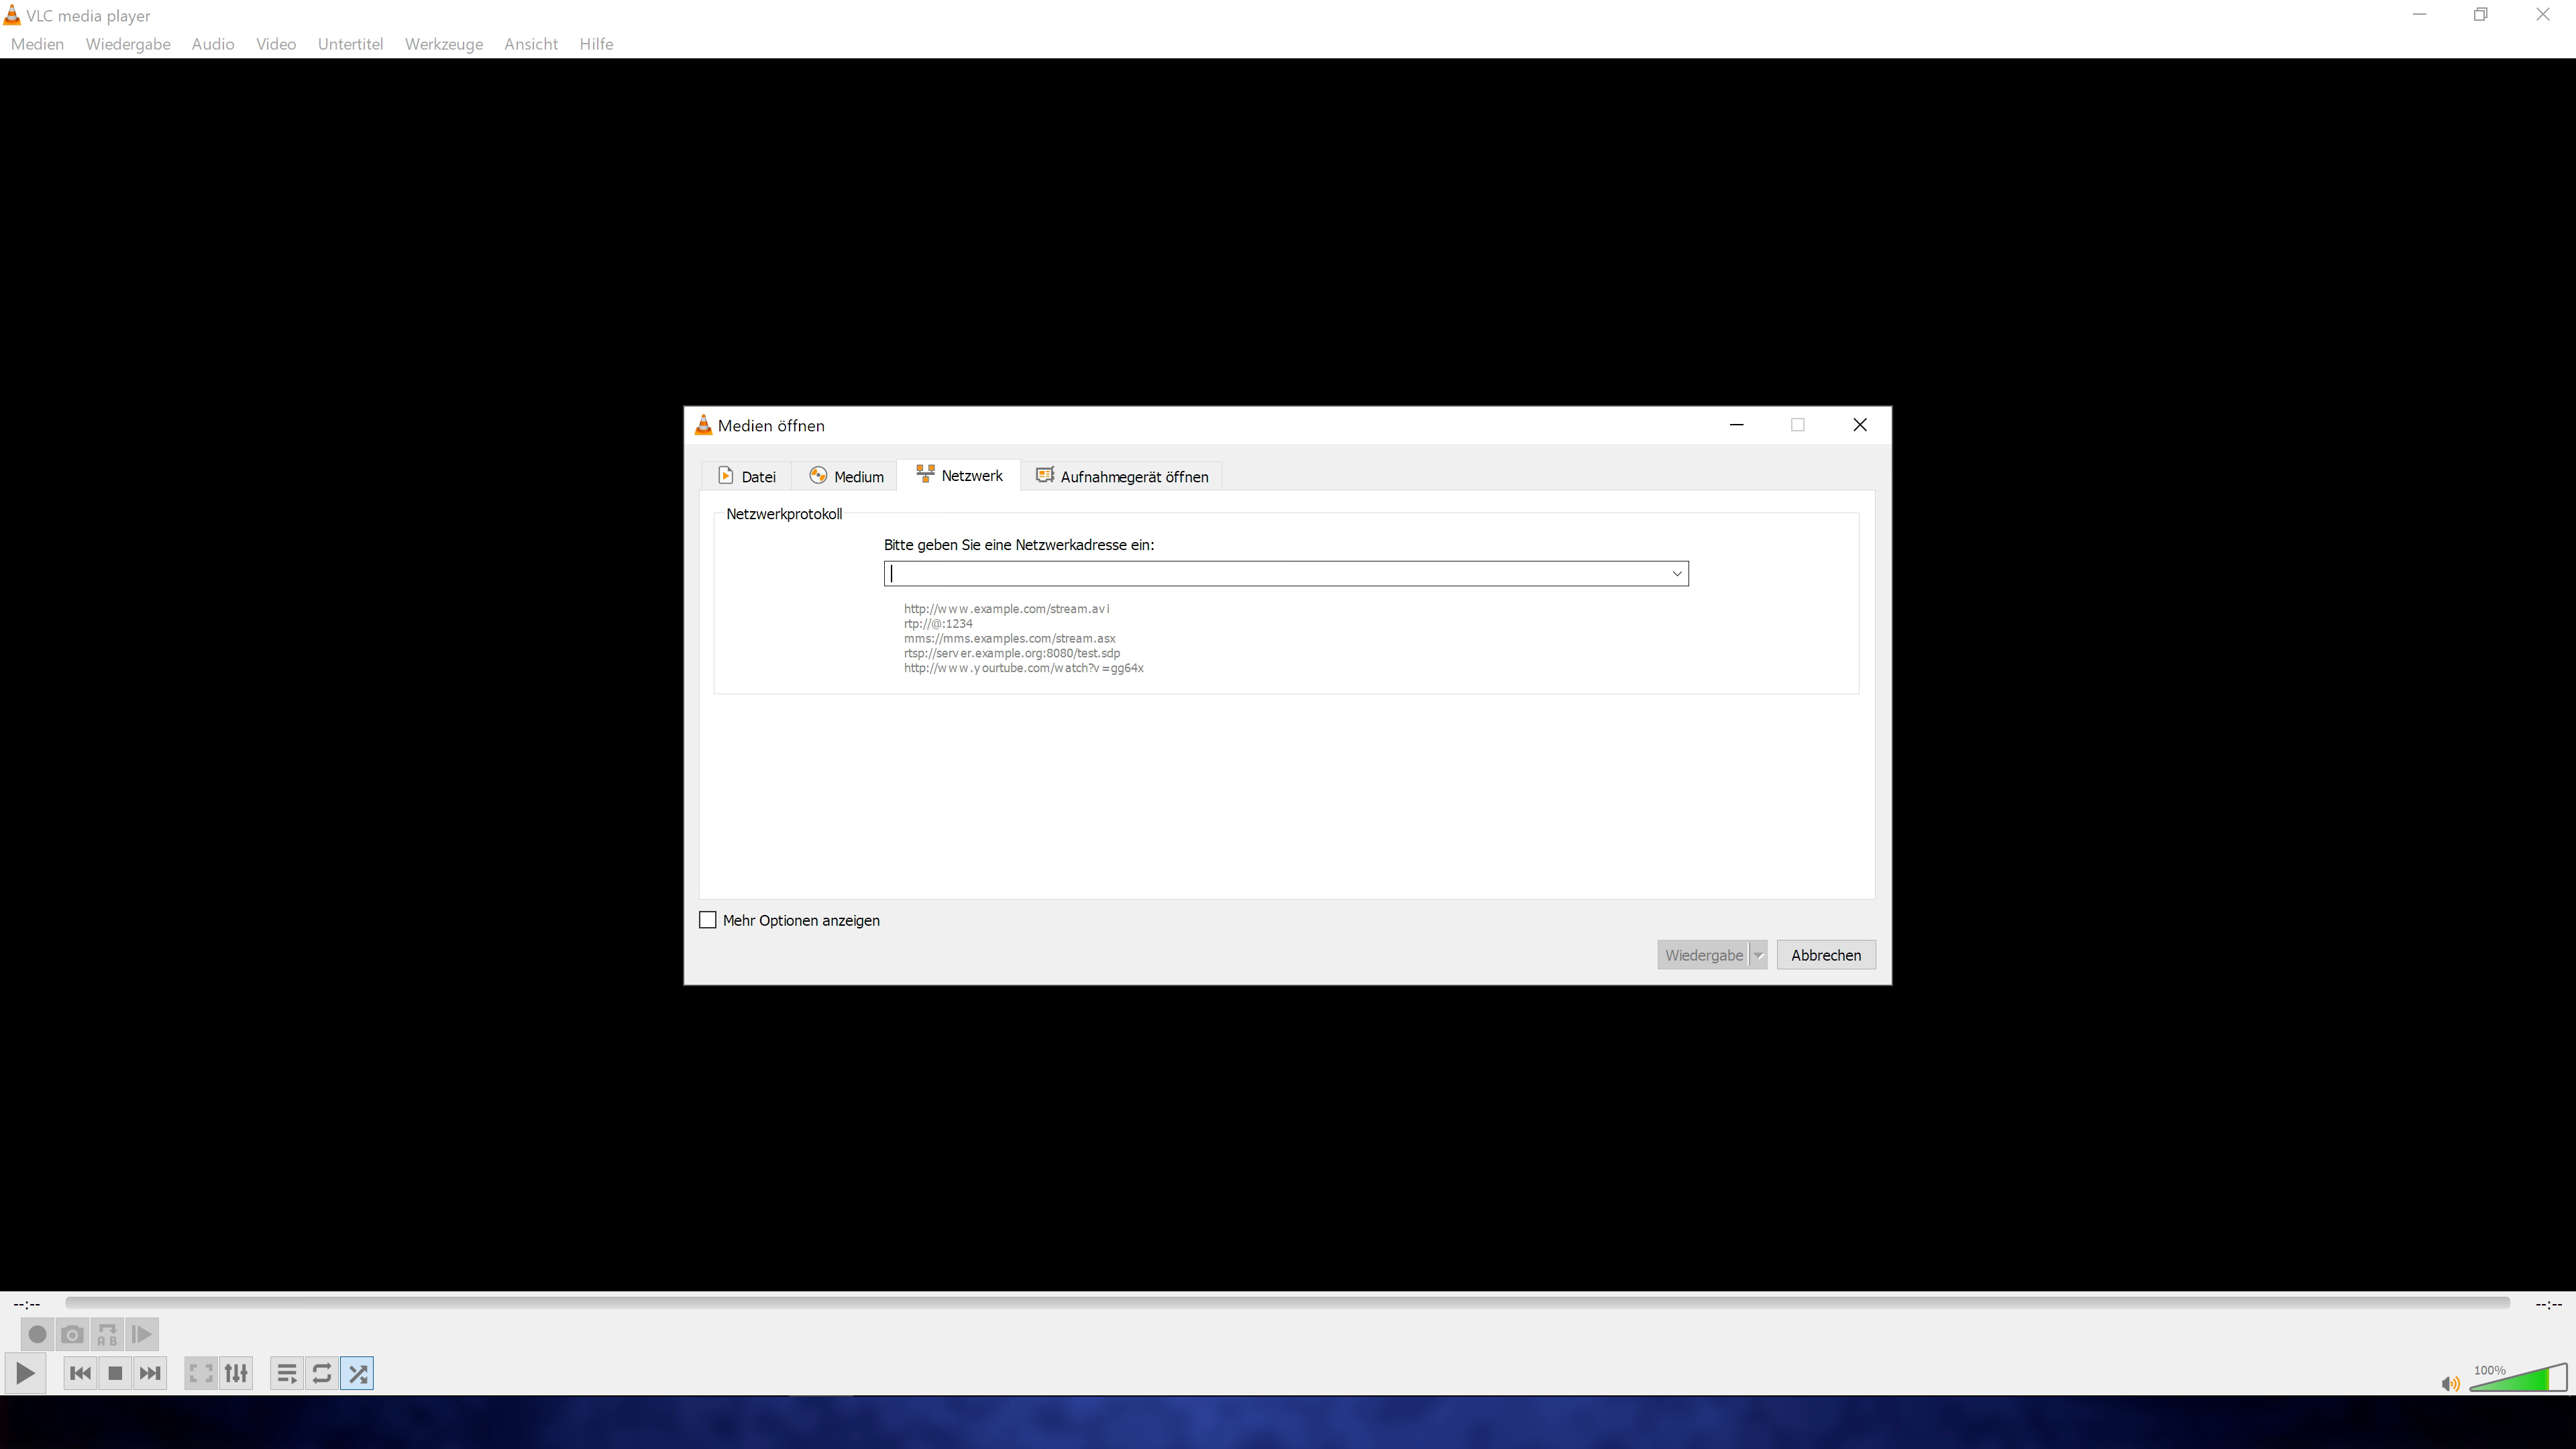 VLC media player
Medien Wiedergabe Audio Video Untertitel Werkzeuge Ansicht Hilfe
Medien öffnen
Datei Medium Netzwerk Aufnahmegerät öffnen
Netzwerkprotokoll
Bitte geben Sie eine Netzwerkadresse ein:
http://www.example.com/stream.avi
rtp://@:1234
mms://mms.examples.com/stream.asx
rtsp://server.example.org:8080/test.sdp
http://www.yourtube.com/watch?v=gg64x
Mehr Optionen anzeigen
Wiedergabe Abbrechen
--:-- --:--
A B
100%